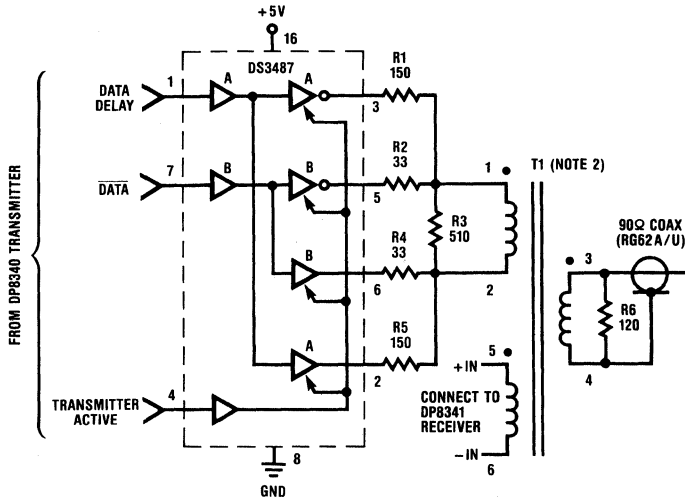 +5V
16
DS3487
FROM DP8340 TRANSMITTER
DATA
DELAY
1
A
A
3
R1
150
7
DATA
B
B
5
R2
33
R3
510
B
6
R4
33
A
2
R5
150
4
TRANSMITTER
ACTIVE
8
GND
1
2
T1 (NOTE 2)
3
4
R6
120
90Ω COAX
(RG62A/U)
5
+IN
CONNECT TO
DP8341
RECEIVER
−IN
6